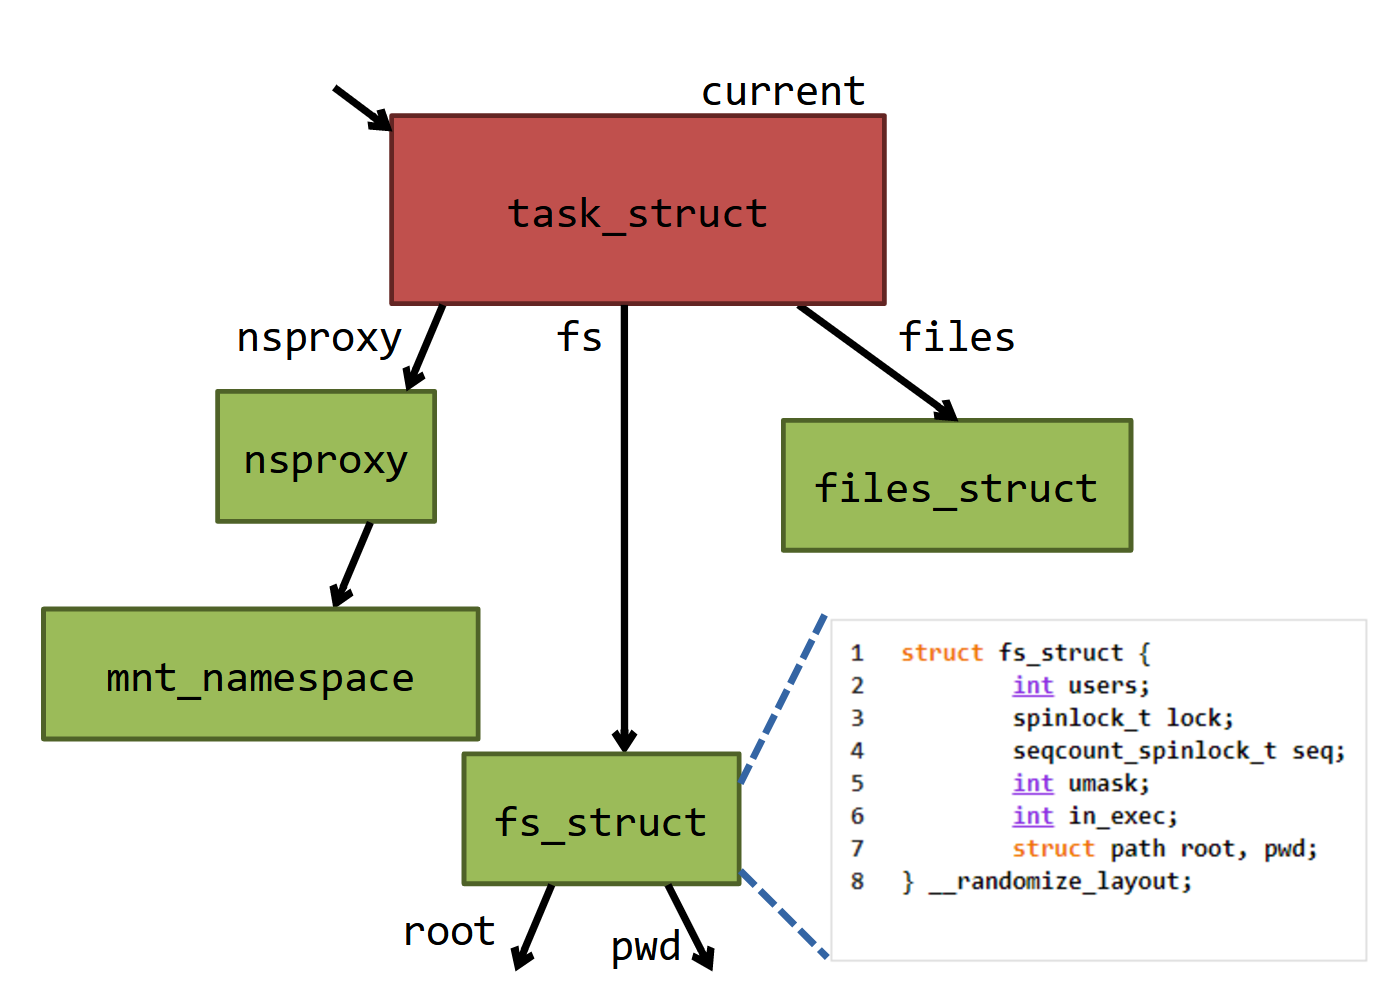 current
task_struct
nsproxy
fs
files
nsproxy
files_struct
mnt_namespace
fs_struct
root
pwd
1 struct fs_struct {
2 int users;
3 spinlock_t lock;
4 seqcount_spinlock_t seq;
5 int umask;
6 int in_exec;
7 struct path root, pwd;
8 } __randomize_layout;